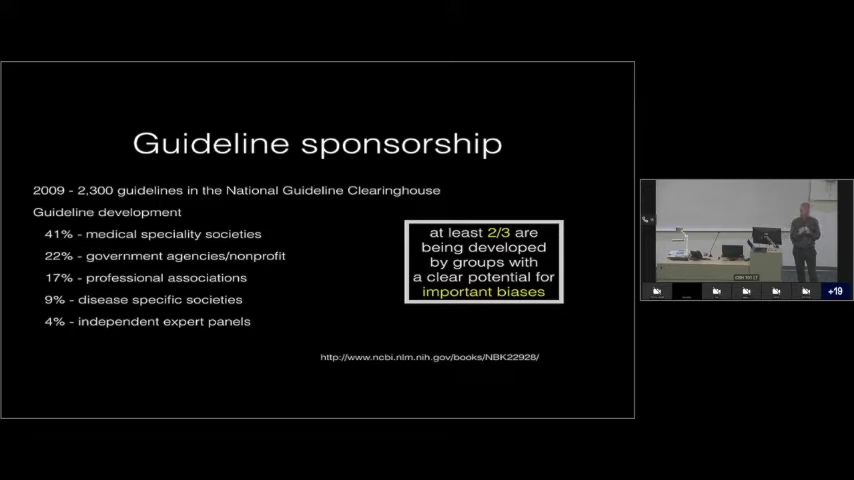 Guideline sponsorship
2009 - 2,300 guidelines in the National Guideline Clearinghouse
Guideline development
41% - medical speciality societies
22% - government agencies/nonprofit
17% - professional associations
9% - disease specific societies
4% - independent expert panels
at least 2/3 are
being developed
by groups with
a clear potential for
important biases
http://www.ncbi.nlm.nih.gov/books/NBK22928/
+19